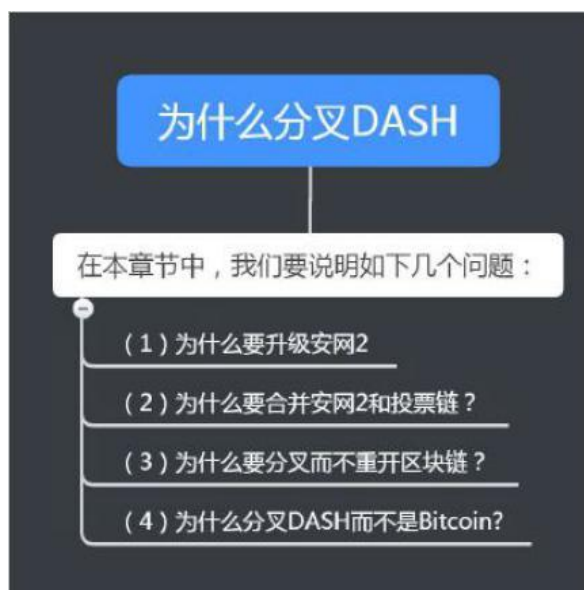 为什么分叉DASH
在本章节中，我们要说明如下几个问题：
（1）为什么要升级安网2
（2）为什么要合并安网2和投票链？
（3）为什么要分叉而不重开区块链？
（4）为什么分叉DASH而不是Bitcoin?